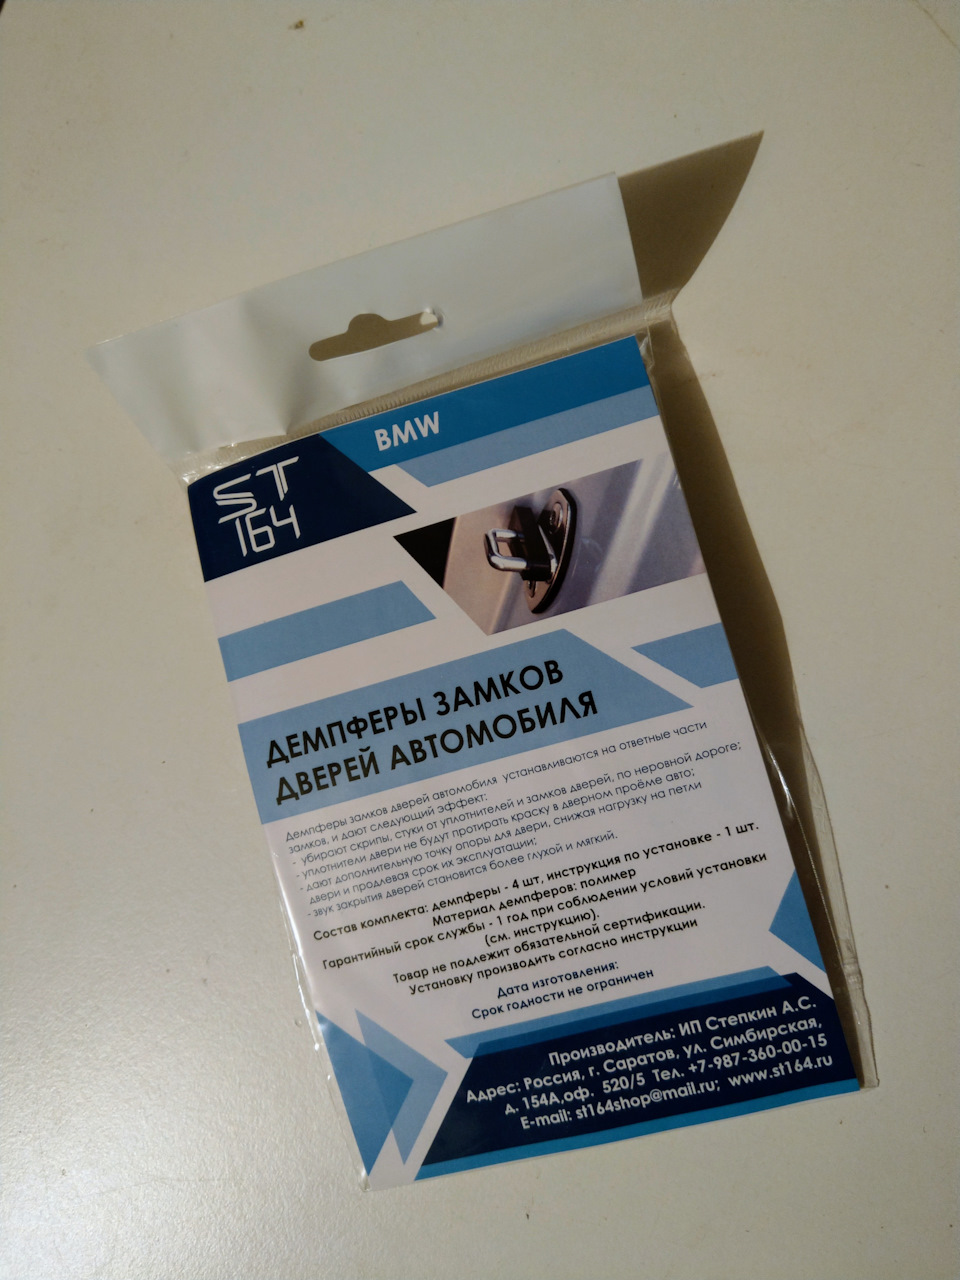 BMW
ST
164
ДЕМПФЕРЫ ЗАМКОВ
ДВЕРЕЙ АВТОМОБИЛЯ
Демпферы замков дверей автомобиля устанавливаются на ответные части
замков, и дают следующий эффект:
- убирают скрипы, стуки от уплотнителей и замков дверей, по неровной дороге;
- уплотнители двери не будут протирать краску в дверном проёме авто;
- дают дополнительную точку опоры для двери, снижая нагрузку на петли
двери и продлевая срок их эксплуатации;
- звук закрытия дверей становится более глухой и мягкий.
Состав комплекта: демпферы - 4 шт, инструкция по установке - 1 шт.
Материал демпферов: полимер
Гарантийный срок службы - 1 год при соблюдении условий установки
(см. инструкцию).
Товар не подлежит обязательной сертификации.
Установку производить согласно инструкции
Дата изготовления:
Срок годности не ограничен
Производитель: ИП Степкин А.С.
Адрес: Россия, г. Саратов, ул. Симбирская,
д. 154А,оф. 520/5 Тел. +7-987-360-00-15
E-mail: st164shop@mail.ru; www.st164.ru